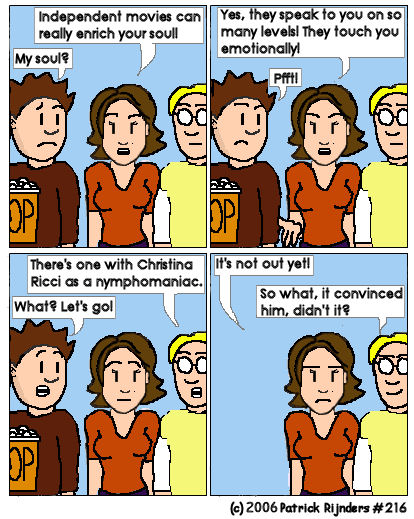 Independent movies can
really enrich your soul!
My soul?
OP
Yes, they speak to you on so
many levels! They touch you
emotionally!
Pfft!
OP
There's one with Christina
Ricci as a nymphomaniac.
What? Let's go!
OP
It's not out yet!
So what, it convinced
him, didn't it?
(c) 2006 Patrick Rijnders #216